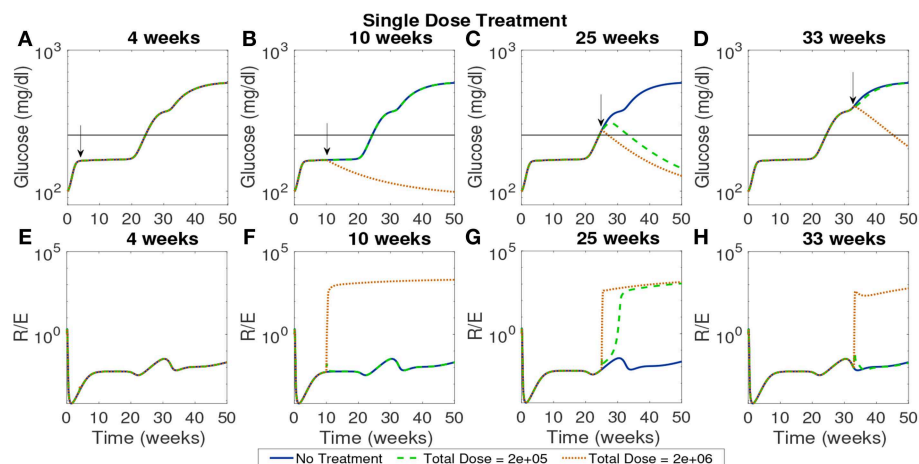 Single Dose Treatment
A 4 weeks B 10 weeks C 25 weeks D 33 weeks
10³ 10³ 10³ 10³
Glucose (mg/dl) Glucose (mg/dl) Glucose (mg/dl) Glucose (mg/dl)
10² 10² 10² 10²
0 10 20 30 40 50 0 10 20 30 40 50 0 10 20 30 40 50 0 10 20 30 40 50
E 4 weeks F 10 weeks G 25 weeks H 33 weeks
10⁵ 10⁵ 10⁵ 10⁵
R/E R/E R/E R/E
10⁰ 10⁰ 10⁰ 10⁰
0 10 20 30 40 50 0 10 20 30 40 50 0 10 20 30 40 50 0 10 20 30 40 50
Time (weeks) Time (weeks) Time (weeks) Time (weeks)
No Treatment Total Dose = 2e+05 Total Dose = 2e+06